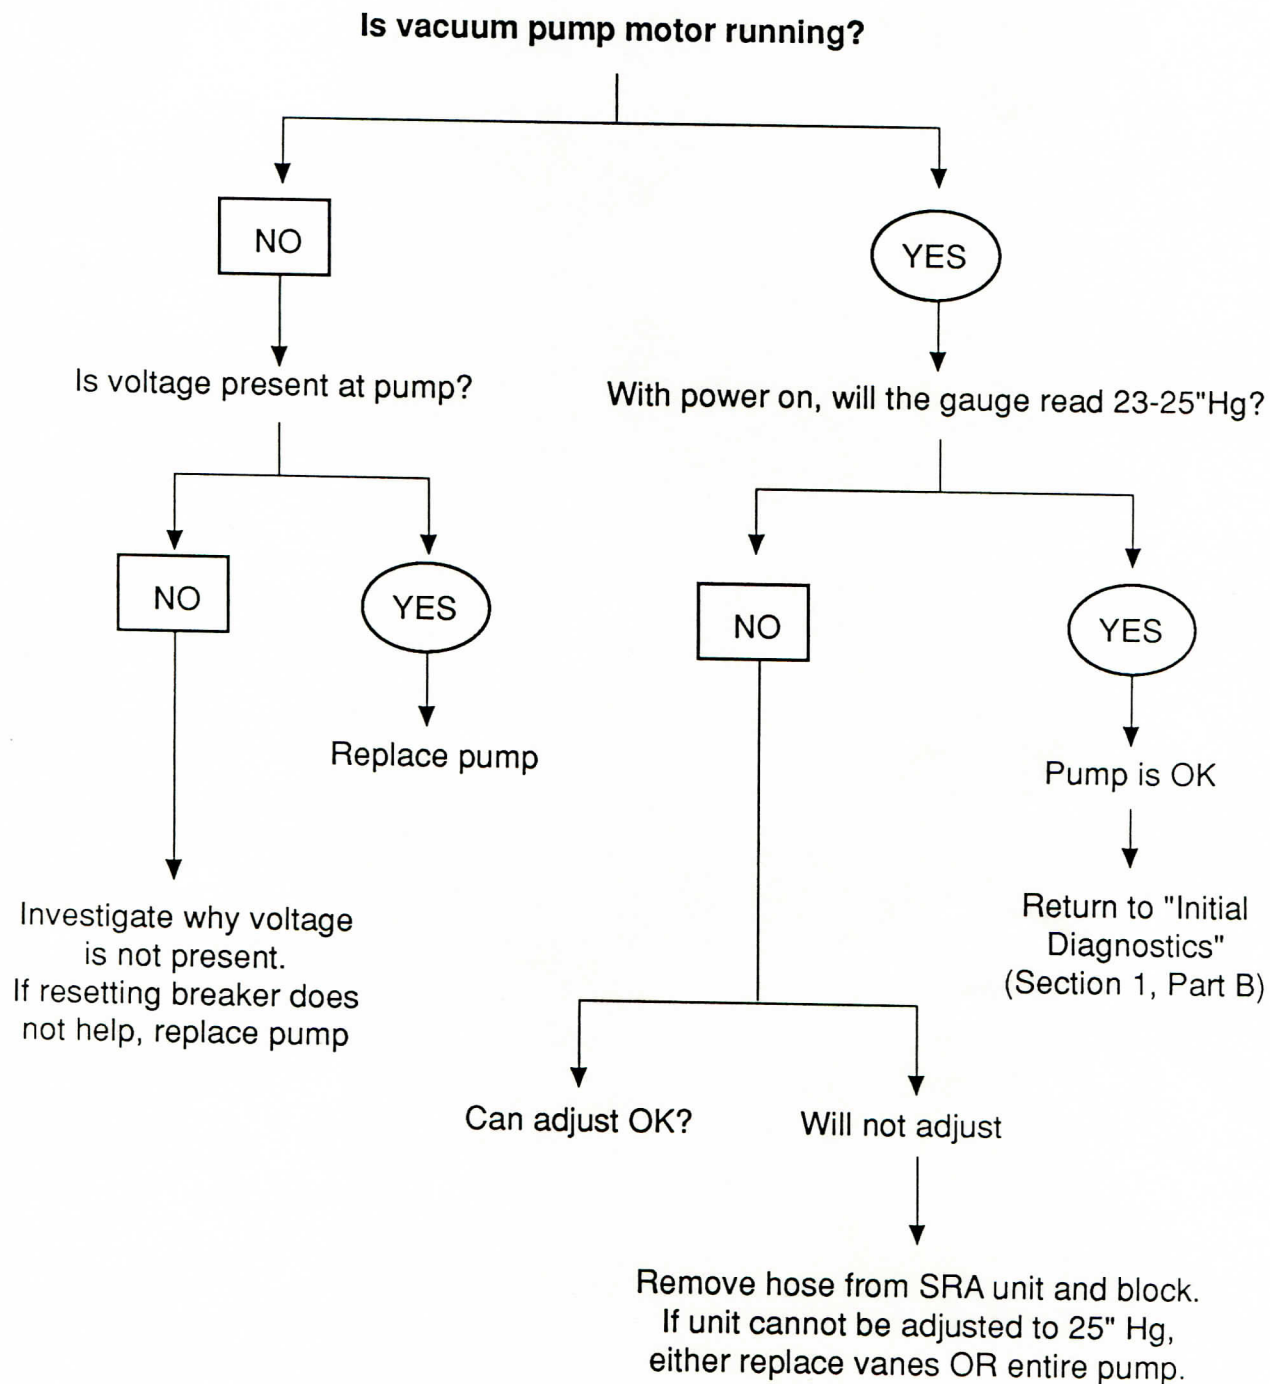 Is vacuum pump motor running?
NO
YES
Is voltage present at pump?
With power on, will the gauge read 23-25"Hg?
NO
YES
NO
YES
Replace pump
Pump is OK
Investigate why voltage
is not present.
If resetting breaker does
not help, replace pump
Return to "Initial
Diagnostics"
(Section 1, Part B)
Can adjust OK?
Will not adjust
Remove hose from SRA unit and block.
If unit cannot be adjusted to 25" Hg,
either replace vanes OR entire pump.